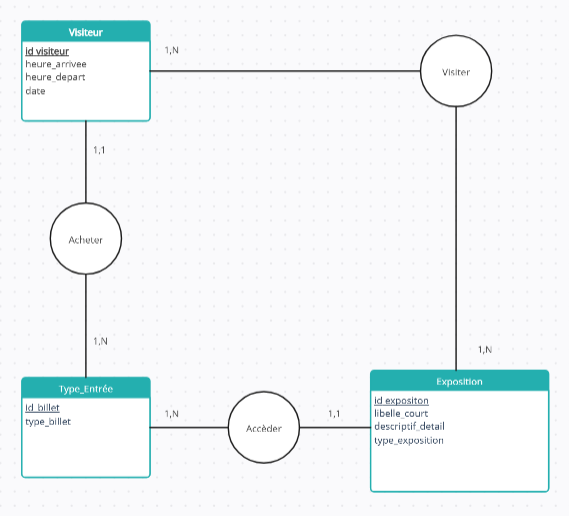 Visiteur
id visiteur
heure_arrivee
heure_depart
date
1,N
Visiter
1,1
Acheter
1,N
1,N
Type_Entrée
id_billet
type_billet
1,N
Accèder
1,1
Exposition
id expositon
libelle_court
descriptif_detail
type_exposition